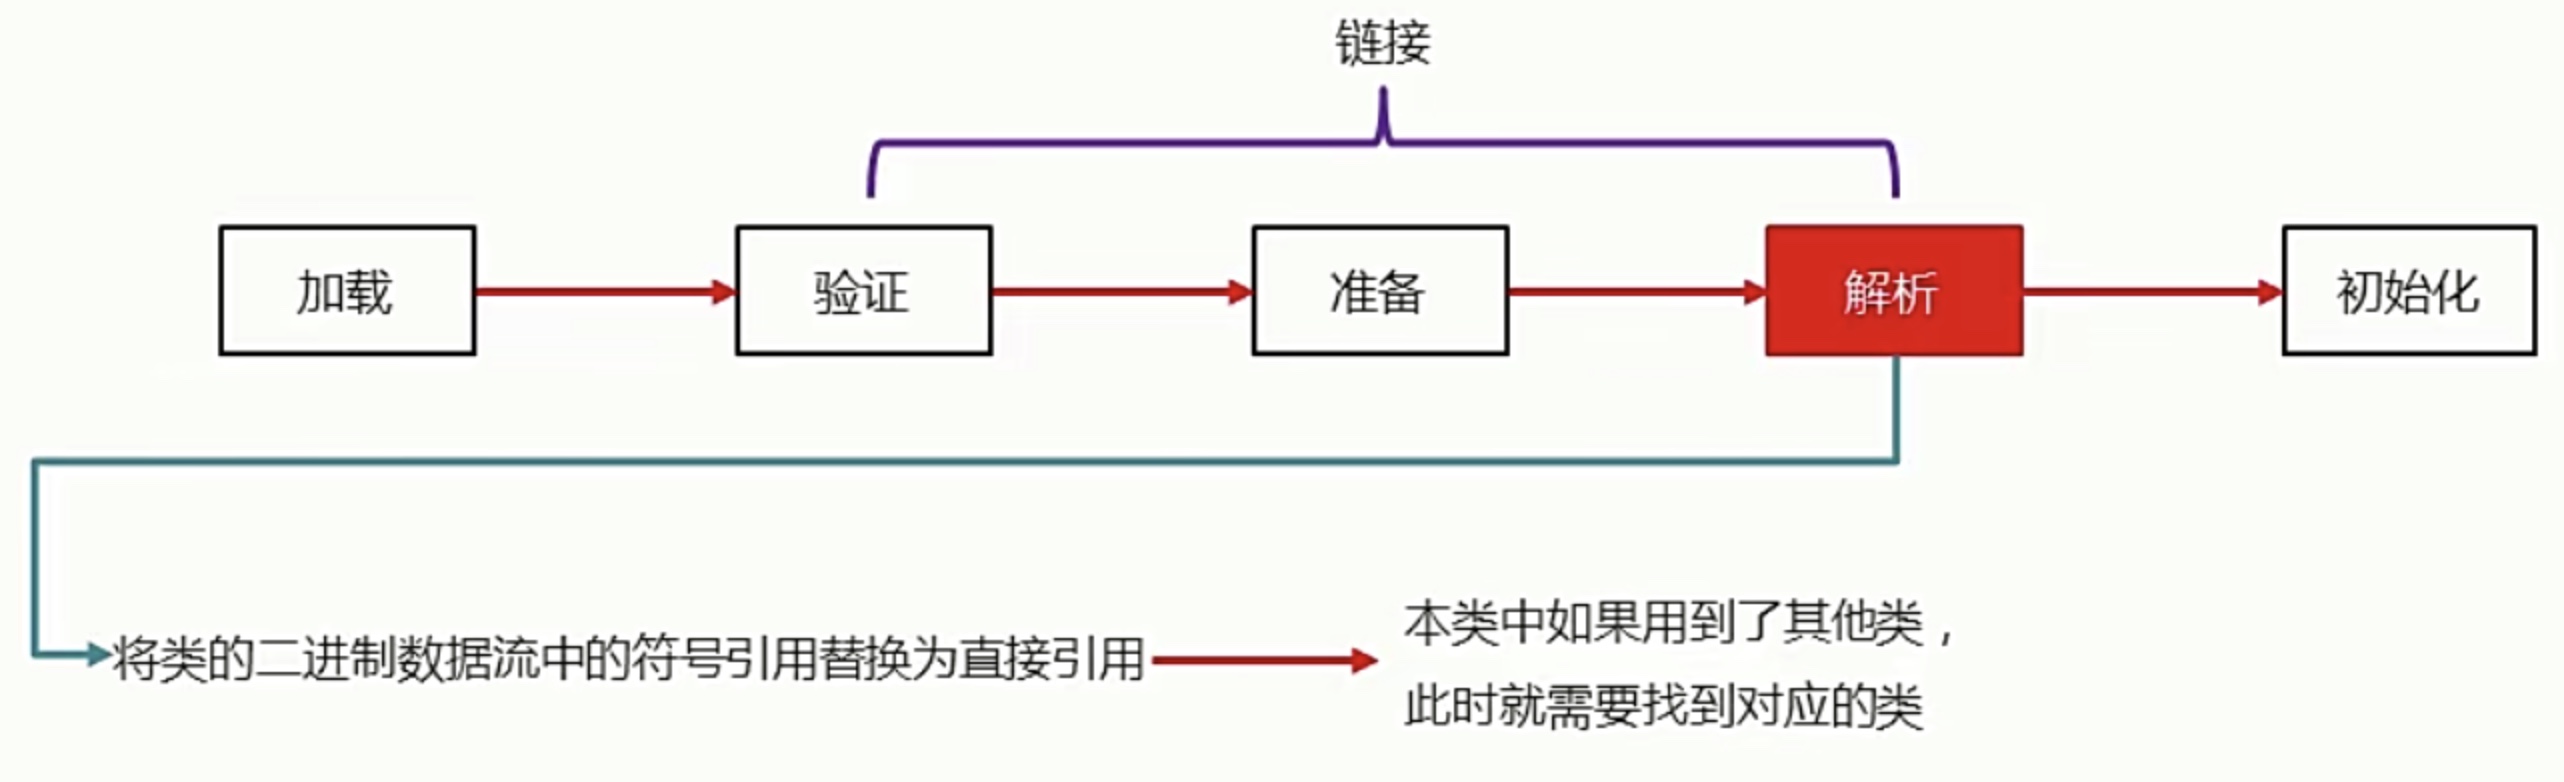 链接
加载
验证
准备
解析
初始化
将类的二进制数据流中的符号引用替换为直接引用
本类中如果用到了其他类，
此时就需要找到对应的类